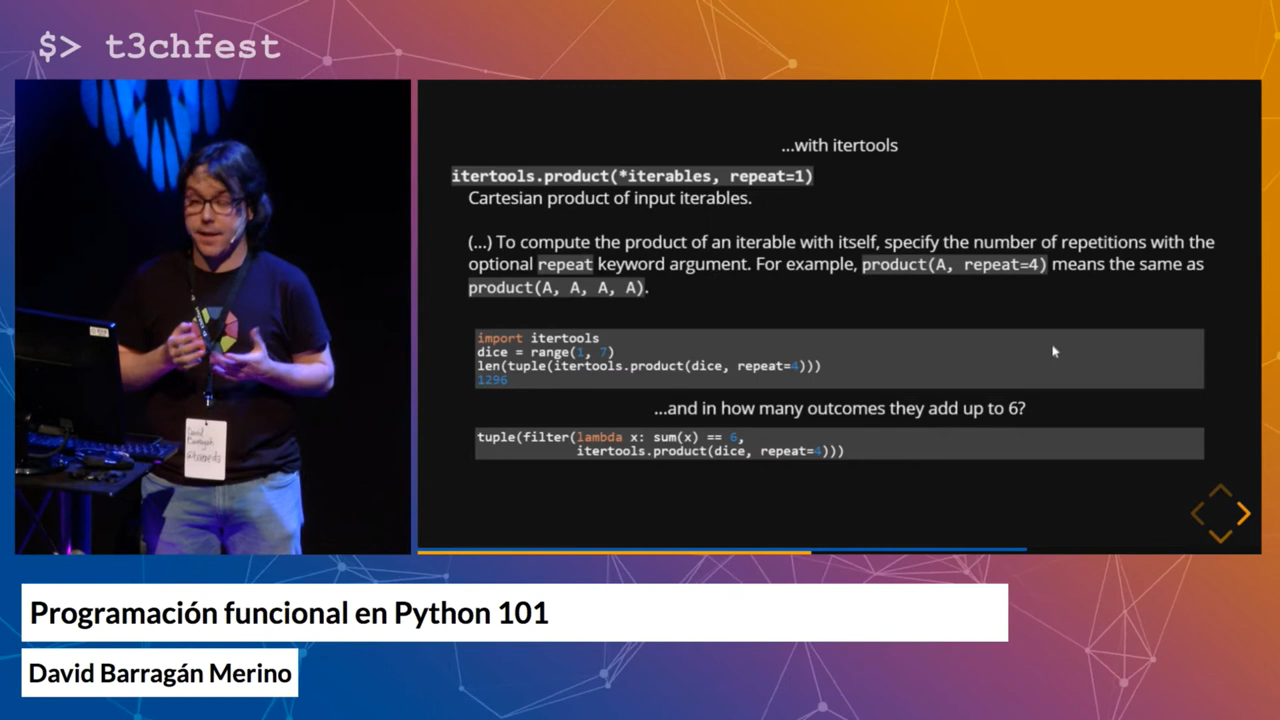 $> t3chfest
...with itertools
itertools.product(*iterables, repeat=1)
Cartesian product of input iterables.
(...) To compute the product of an iterable with itself, specify the number of repetitions with the
optional repeat keyword argument. For example, product(A, repeat=4) means the same as
product(A, A, A, A).
import itertools
dice = range(1, 7)
len(tuple(itertools.product(dice, repeat=4)))
1296
...and in how many outcomes they add up to 6?
tuple(filter(lambda x: sum(x) == 6,
itertools.product(dice, repeat=4)))
David
Barragán
Programación funcional en Python 101
David Barragán Merino